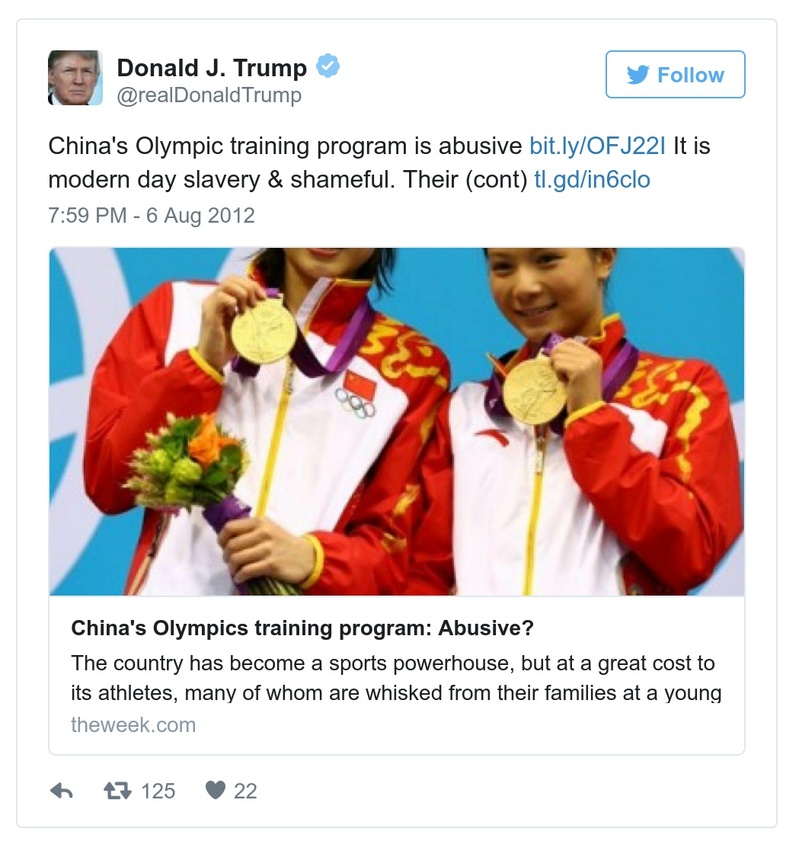 Donald J. Trump
@realDonaldTrump
Follow
China's Olympic training program is abusive bit.ly/OFJ22I It is
modern day slavery & shameful. Their (cont) tl.gd/in6clo
7:59 PM - 6 Aug 2012
China's Olympics training program: Abusive?
The country has become a sports powerhouse, but at a great cost to
its athletes, many of whom are whisked from their families at a young
theweek.com
125
22